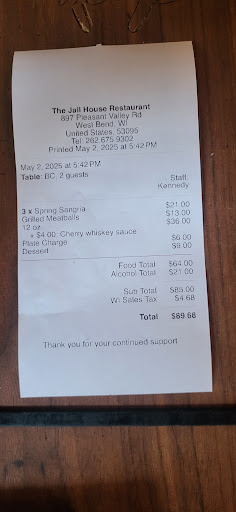 The Jail House Restaurant
897 Pleasant Valley Rd
West Bend, WI
United States, 53095
Tel: 262.675.9302
Printed May 2, 2025 at 5:42 PM
May 2, 2025 at 5:42 PM
Table: BC, 2 guests
Staff:
Kennedy
3 x Spring Sangria $21.00
Grilled Meatballs $13.00
12 oz $36.00
+ $4.00: Cherry whiskey sauce
Plate Charge $6.00
Dessert $9.00
Food Total $64.00
Alcohol Total $21.00
Sub Total $85.00
WI Sales Tax $4.68
Total $89.68
Thank you for your continued support